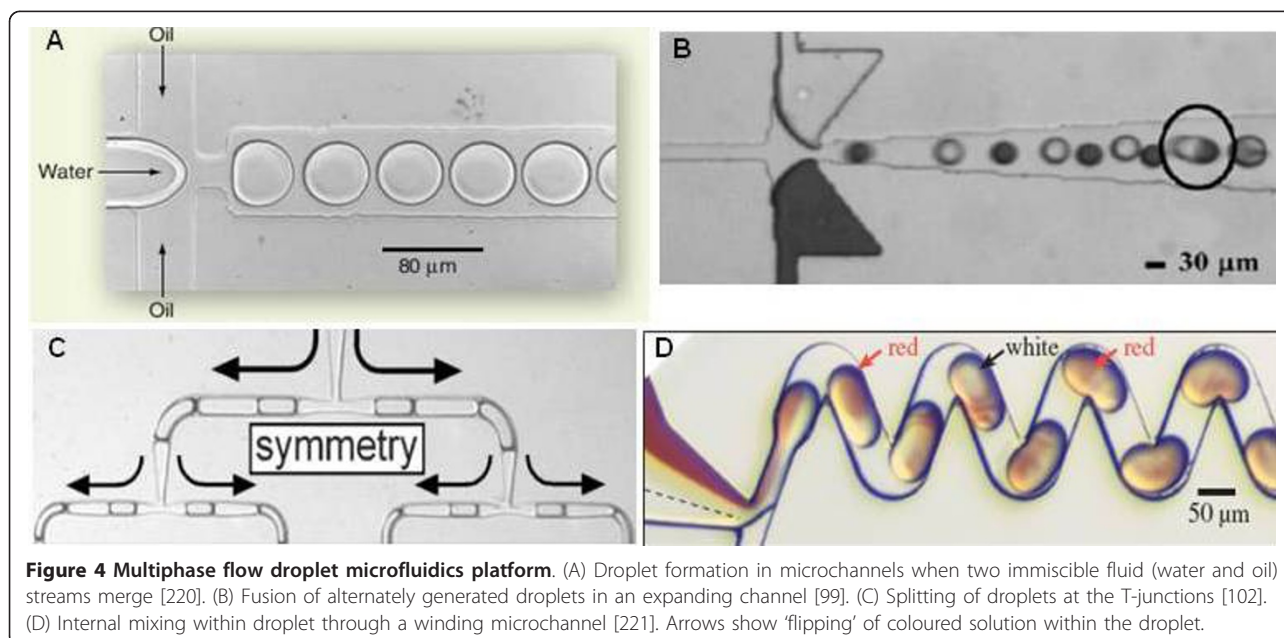 A
Oil
Water
80 μm
Oil
B
30 μm
C
symmetry
D
red
white
red
50 μm
Figure 4 Multiphase flow droplet microfluidics platform. (A) Droplet formation in microchannels when two immiscible fluid (water and oil)
streams merge [220]. (B) Fusion of alternately generated droplets in an expanding channel [99]. (C) Splitting of droplets at the T-junctions [102].
(D) Internal mixing within droplet through a winding microchannel [221]. Arrows show ‘flipping’ of coloured solution within the droplet.